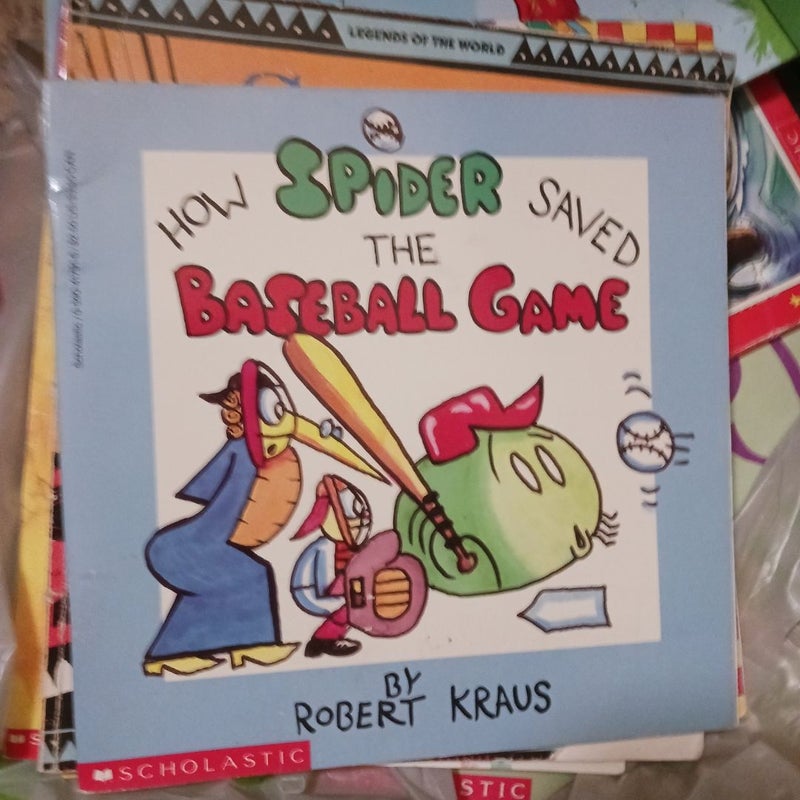 LEGENDS OF THE WORLD
HOW SPIDER SAVED
THE
BASEBALL GAME
BY
ROBERT KRAUS
SCHOLASTIC
S
STIC